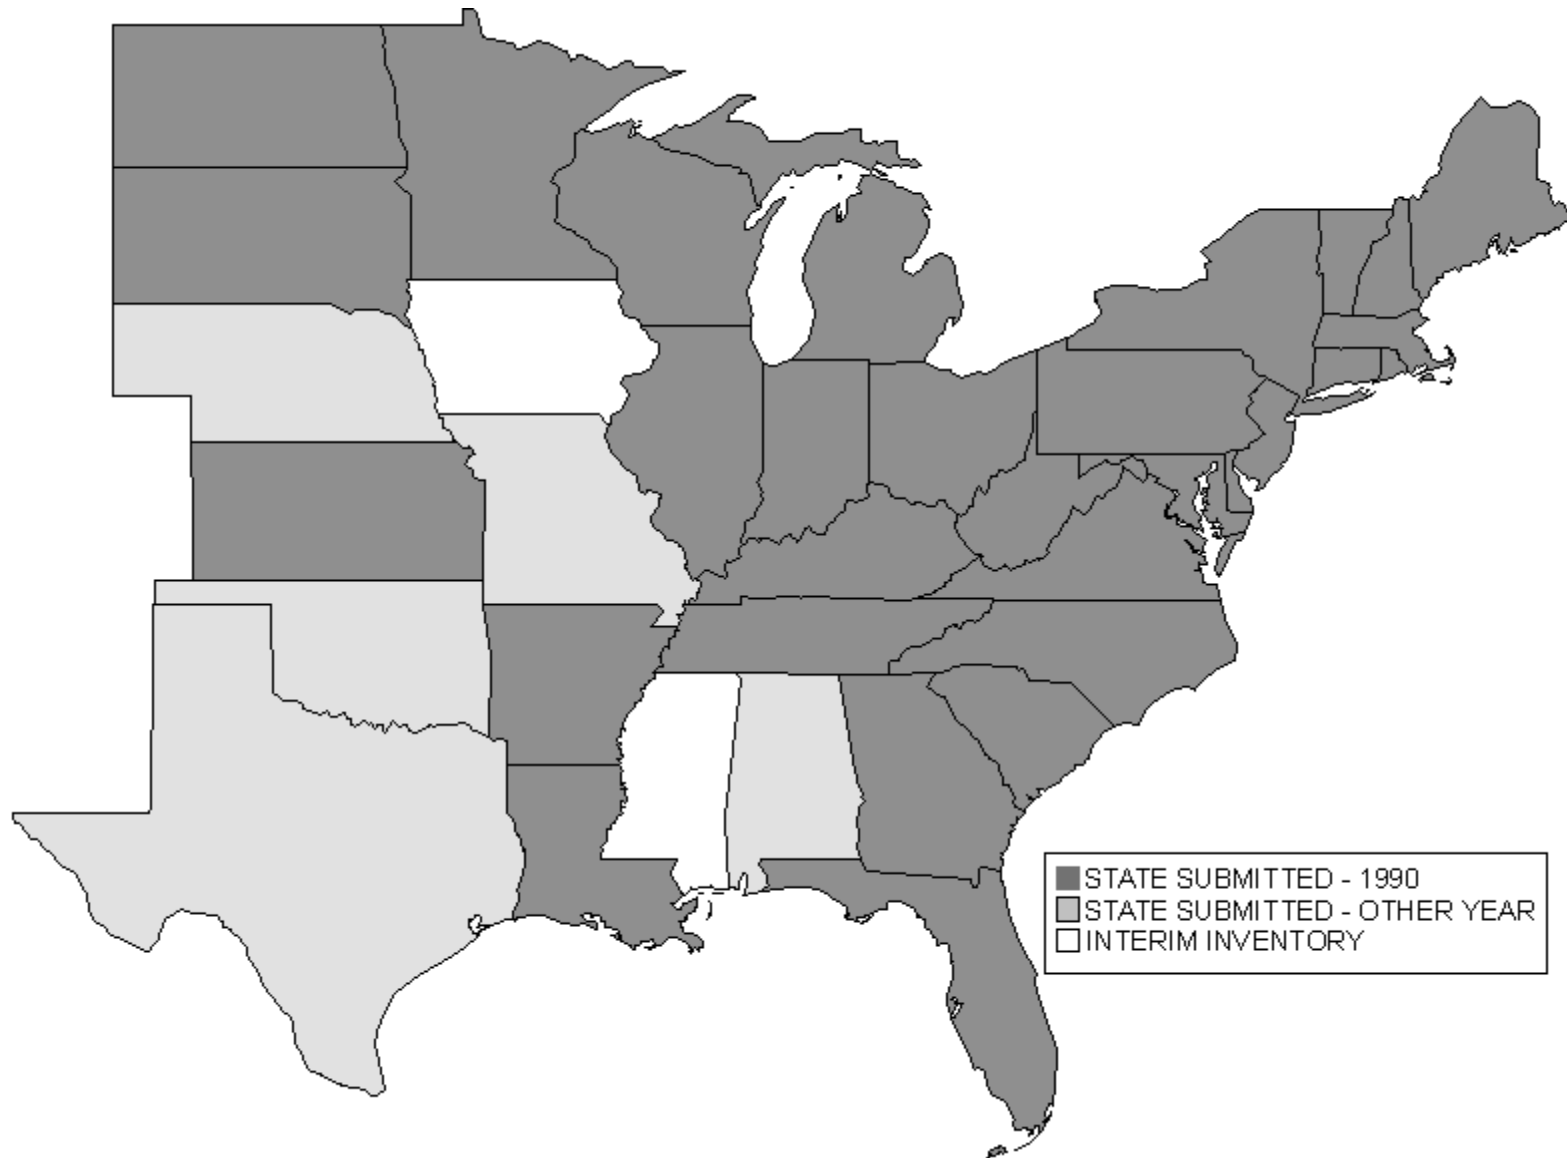 STATE SUBMITTED - 1990
STATE SUBMITTED - OTHER YEAR
INTERIM INVENTORY